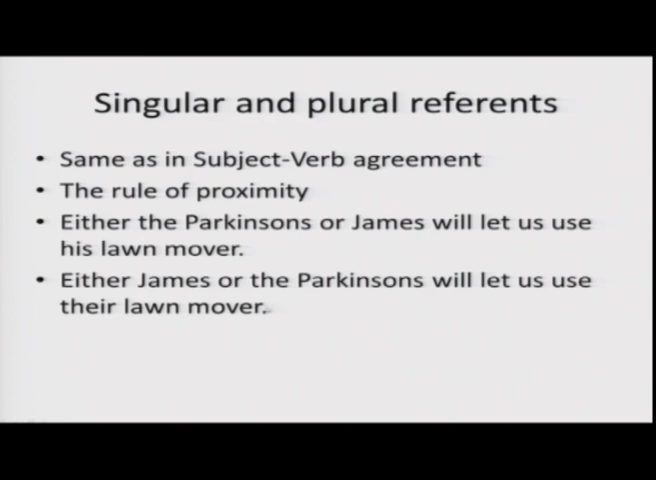 Singular and plural referents
• Same as in Subject-Verb agreement
• The rule of proximity
• Either the Parkinsons or James will let us use
his lawn mover.
• Either James or the Parkinsons will let us use
their lawn mover.